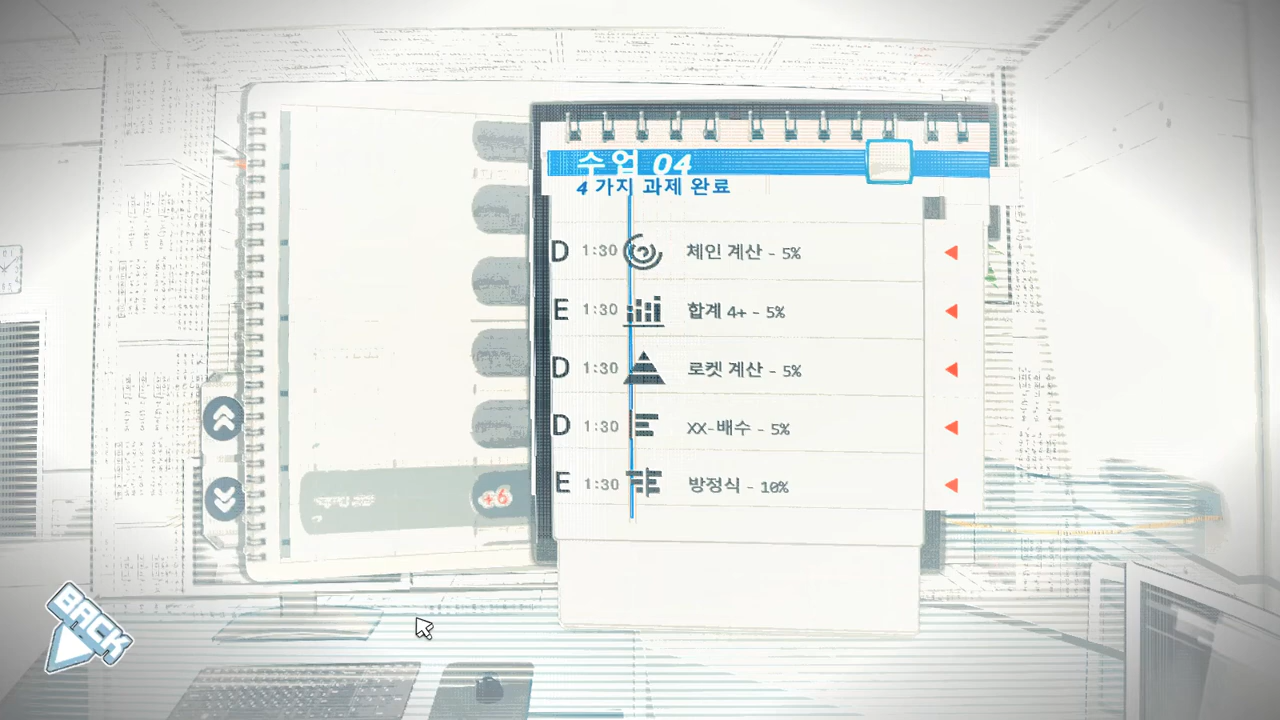 수업 04
4 가지 과제 완료
D 1:30 체인 계산 - 5%
E 1:30 합계 4+ - 5%
D 1:30 로켓 계산 - 5%
D 1:30 XX-배수 - 5%
E 1:30 방정식 - 10%
+6
BACK